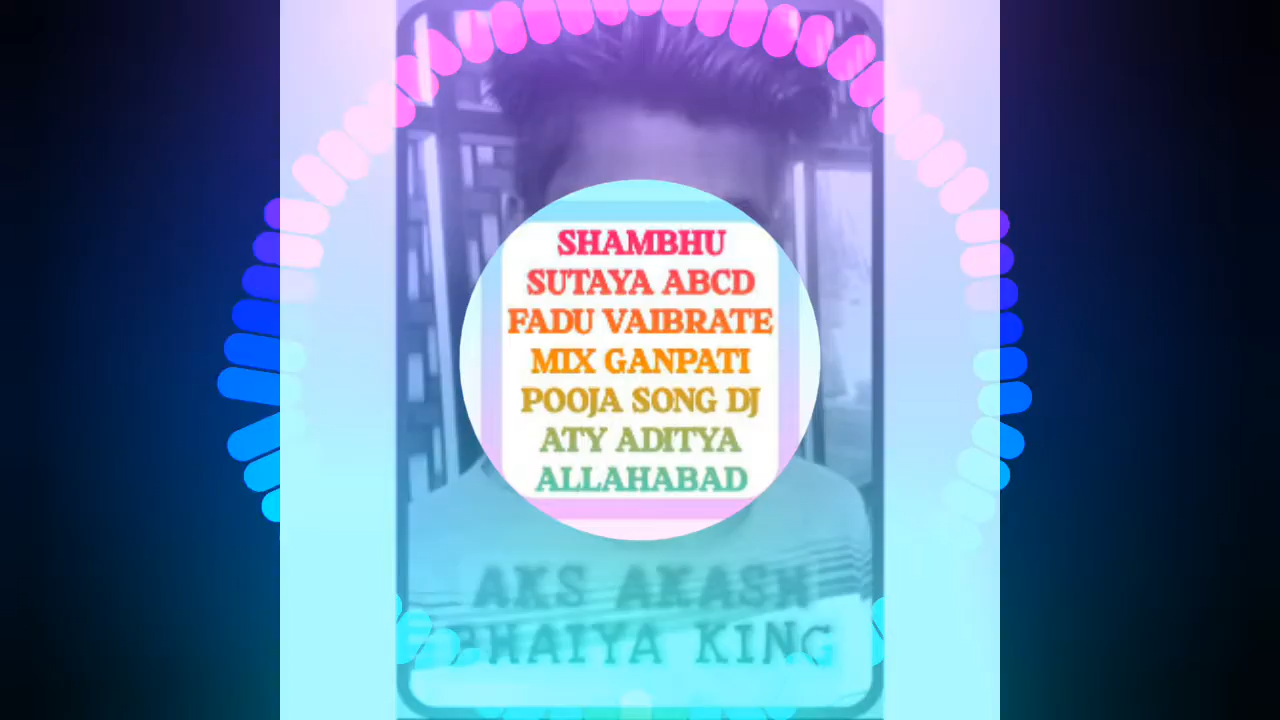 SHAMBHU
SUTAYA ABCD
FADU VAIBRATE
MIX GANPATI
POOJA SONG DJ
ATY ADITYA
ALLAHABAD
AKS AKASH
BHAIYA KING